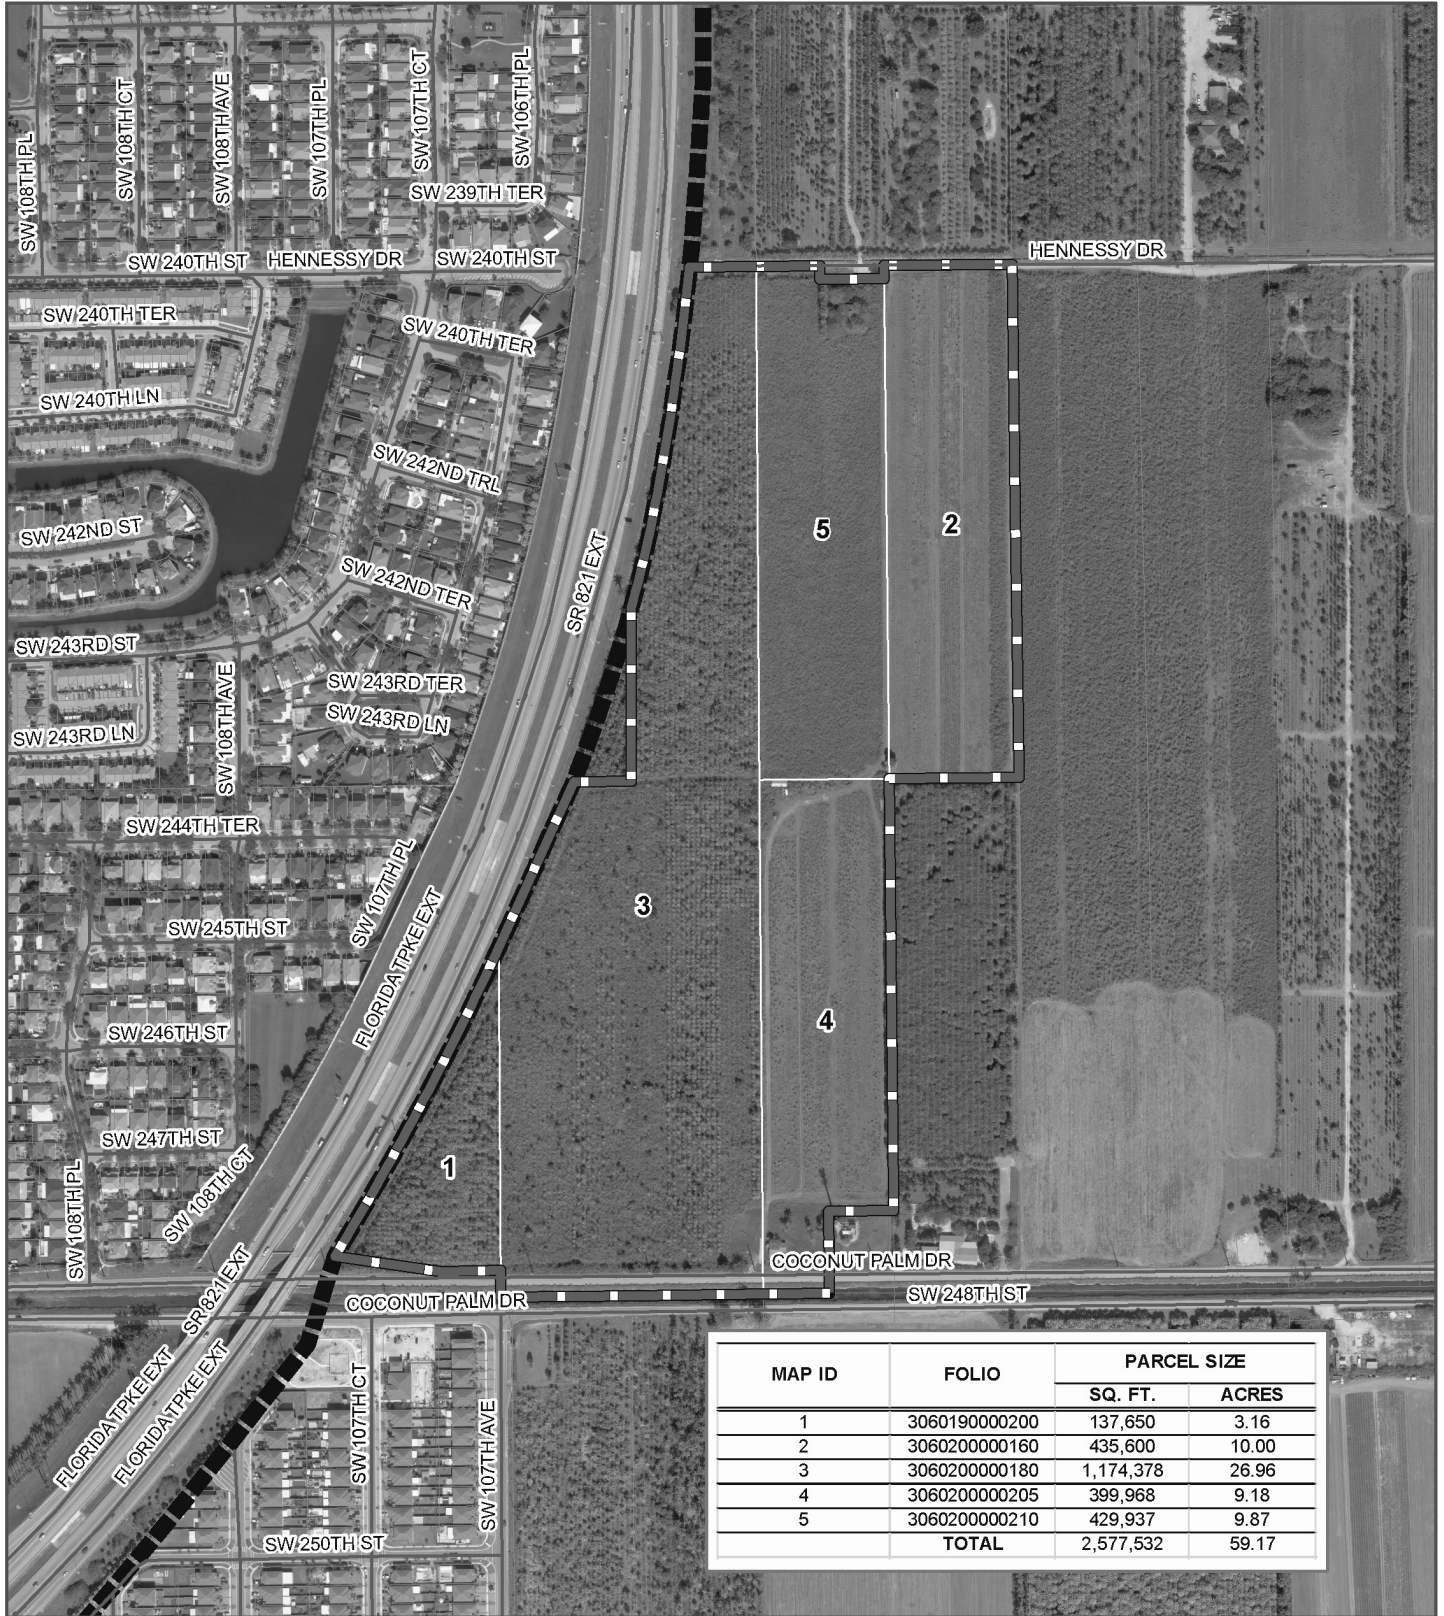 SW 108TH PL
SW 108TH CT
SW 108TH AVE
SW 107TH PL
SW 107TH CT
SW 106TH PL
SW 239TH TER
SW 240TH ST
HENNESSY DR
SW 240TH ST
HENNESSY DR
SW 240TH TER
SW 240TH TER
SW 240TH LN
SW 242ND TRL
SW 242ND ST
5
2
SW 242ND TER
SR 821 EXT
SW 243RD ST
SW 243RD TER
SW 108TH AVE
SW 243RD LN
SW 243RD LN
SW 244TH TER
SW 107TH PL
3
SW 245TH ST
FLORIDA TPKE EXT
SW 246TH ST
4
SW 247TH ST
1
SW 108TH PL
SW 108TH CT
COCONUT PALM DR
SR 821 EXT
COCONUT PALM DR
SW 248TH ST
FLORIDA TPKE EXT
FLORIDA TPKE EXT
SW 107TH CT
SW 107TH AVE
SW 250TH ST
MAP ID FOLIO PARCEL SIZE
SQ. FT. ACRES
1 3060190000200 137,650 3.16
2 3060200000160 435,600 10.00
3 3060200000180 1,174,378 26.96
4 3060200000205 399,968 9.18
5 3060200000210 429,937 9.87
TOTAL 2,577,532 59.17